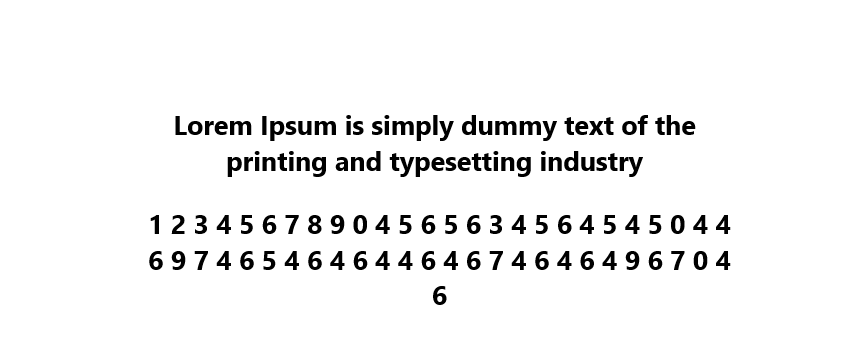 Lorem Ipsum is simply dummy text of the
printing and typesetting industry
1 2 3 4 5 6 7 8 9 0 4 5 6 5 6 3 4 5 6 4 5 4 5 0 4 4
6 9 7 4 6 5 4 6 4 6 4 4 6 4 6 7 4 6 4 6 4 9 6 7 0 4
6